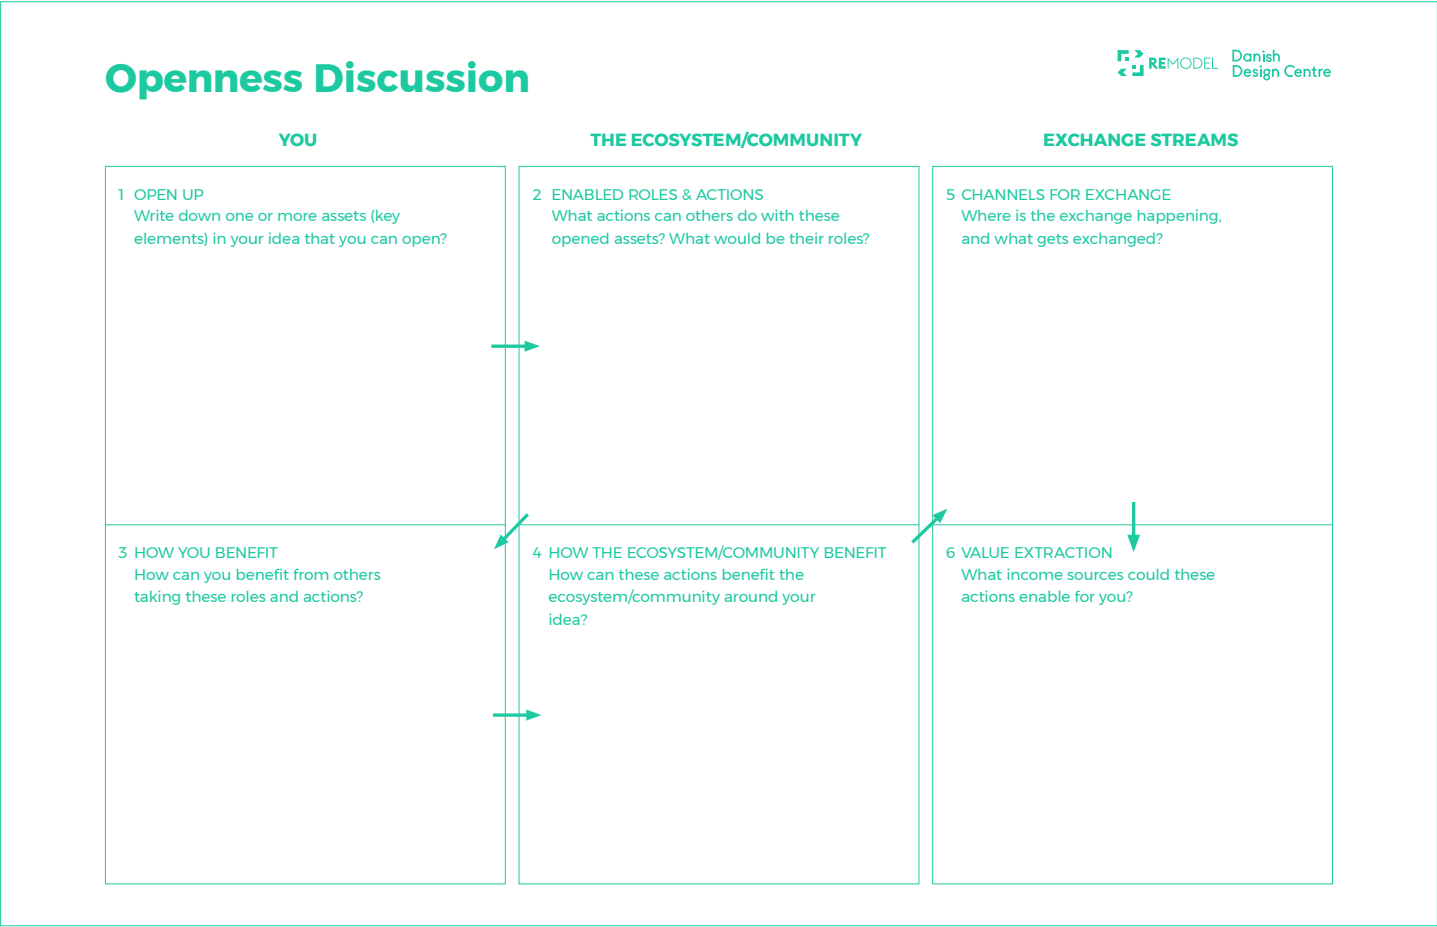 Openness Discussion
REMODEL
Danish
Design Centre
YOU
THE ECOSYSTEM/COMMUNITY
EXCHANGE STREAMS
1 OPEN UP
Write down one or more assets (key
elements) in your idea that you can open?
2 ENABLED ROLES & ACTIONS
What actions can others do with these
opened assets? What would be their roles?
5 CHANNELS FOR EXCHANGE
Where is the exchange happening,
and what gets exchanged?
3 HOW YOU BENEFIT
How can you benefit from others
taking these roles and actions?
4 HOW THE ECOSYSTEM/COMMUNITY BENEFIT
How can these actions benefit the
ecosystem/community around your
idea?
6 VALUE EXTRACTION
What income sources could these
actions enable for you?